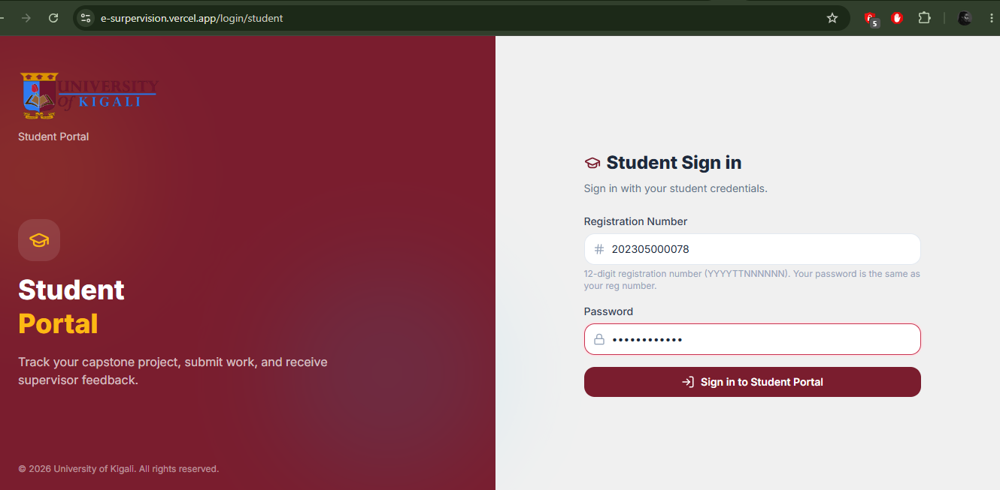 e-surpervision.vercel.app/login/student
5
UNIVERSITY
of KIGALI
Student Portal
Student
Portal
Track your capstone project, submit work, and receive
supervisor feedback.
© 2026 University of Kigali. All rights reserved.
Student Sign in
Sign in with your student credentials.
Registration Number
# 202305000078
12-digit registration number (YYYYTTNNNNNN). Your password is the same as
your reg number.
Password
••••••••••••
Sign in to Student Portal